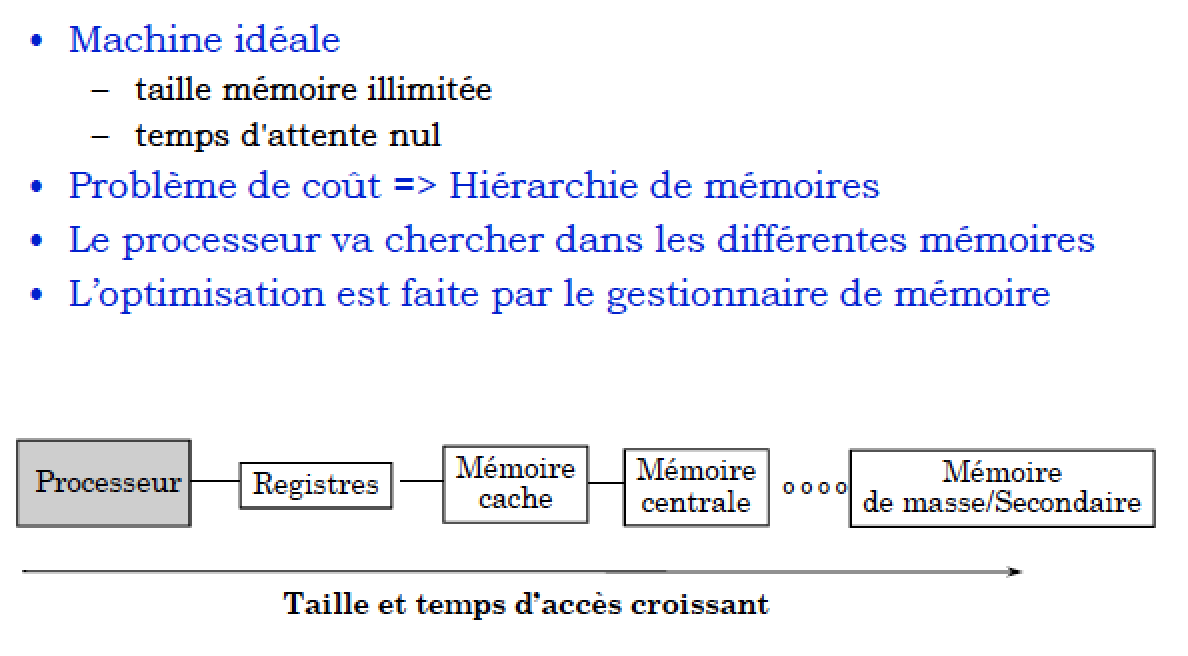 • Machine idéale
– taille mémoire illimitée
– temps d'attente nul
• Problème de coût => Hiérarchie de mémoires
• Le processeur va chercher dans les différentes mémoires
• L’optimisation est faite par le gestionnaire de mémoire
Processeur
Registres
Mémoire
cache
Mémoire
centrale
o o o o
Mémoire
de masse/Secondaire
Taille et temps d’accès croissant